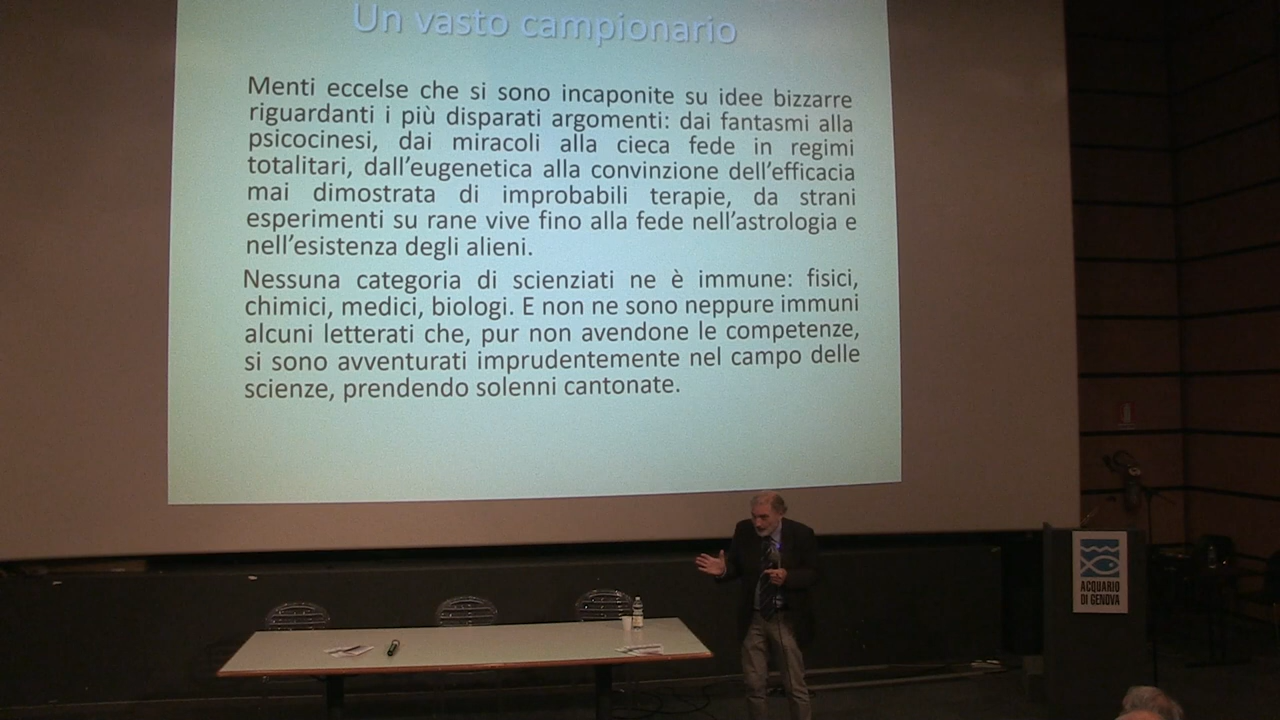 Un vasto campionario
Menti eccelse che si sono incaponite su idee bizzarre
riguardanti i più disparati argomenti: dai fantasmi alla
psicocinesi, dai miracoli alla cieca fede in regimi
totalitari, dall'eugenetica alla convinzione dell'efficacia
mai dimostrata di improbabili terapie, da strani
esperimenti su rane vive fino alla fede nell'astrologia e
nell'esistenza degli alieni.
Nessuna categoria di scienziati ne è immune: fisici,
chimici, medici, biologi. E non ne sono neppure immuni
alcuni letterati che, pur non avendone le competenze,
si sono avventurati imprudentemente nel campo delle
scienze, prendendo solenni cantonate.
ACQUARIO
DI GENOVA